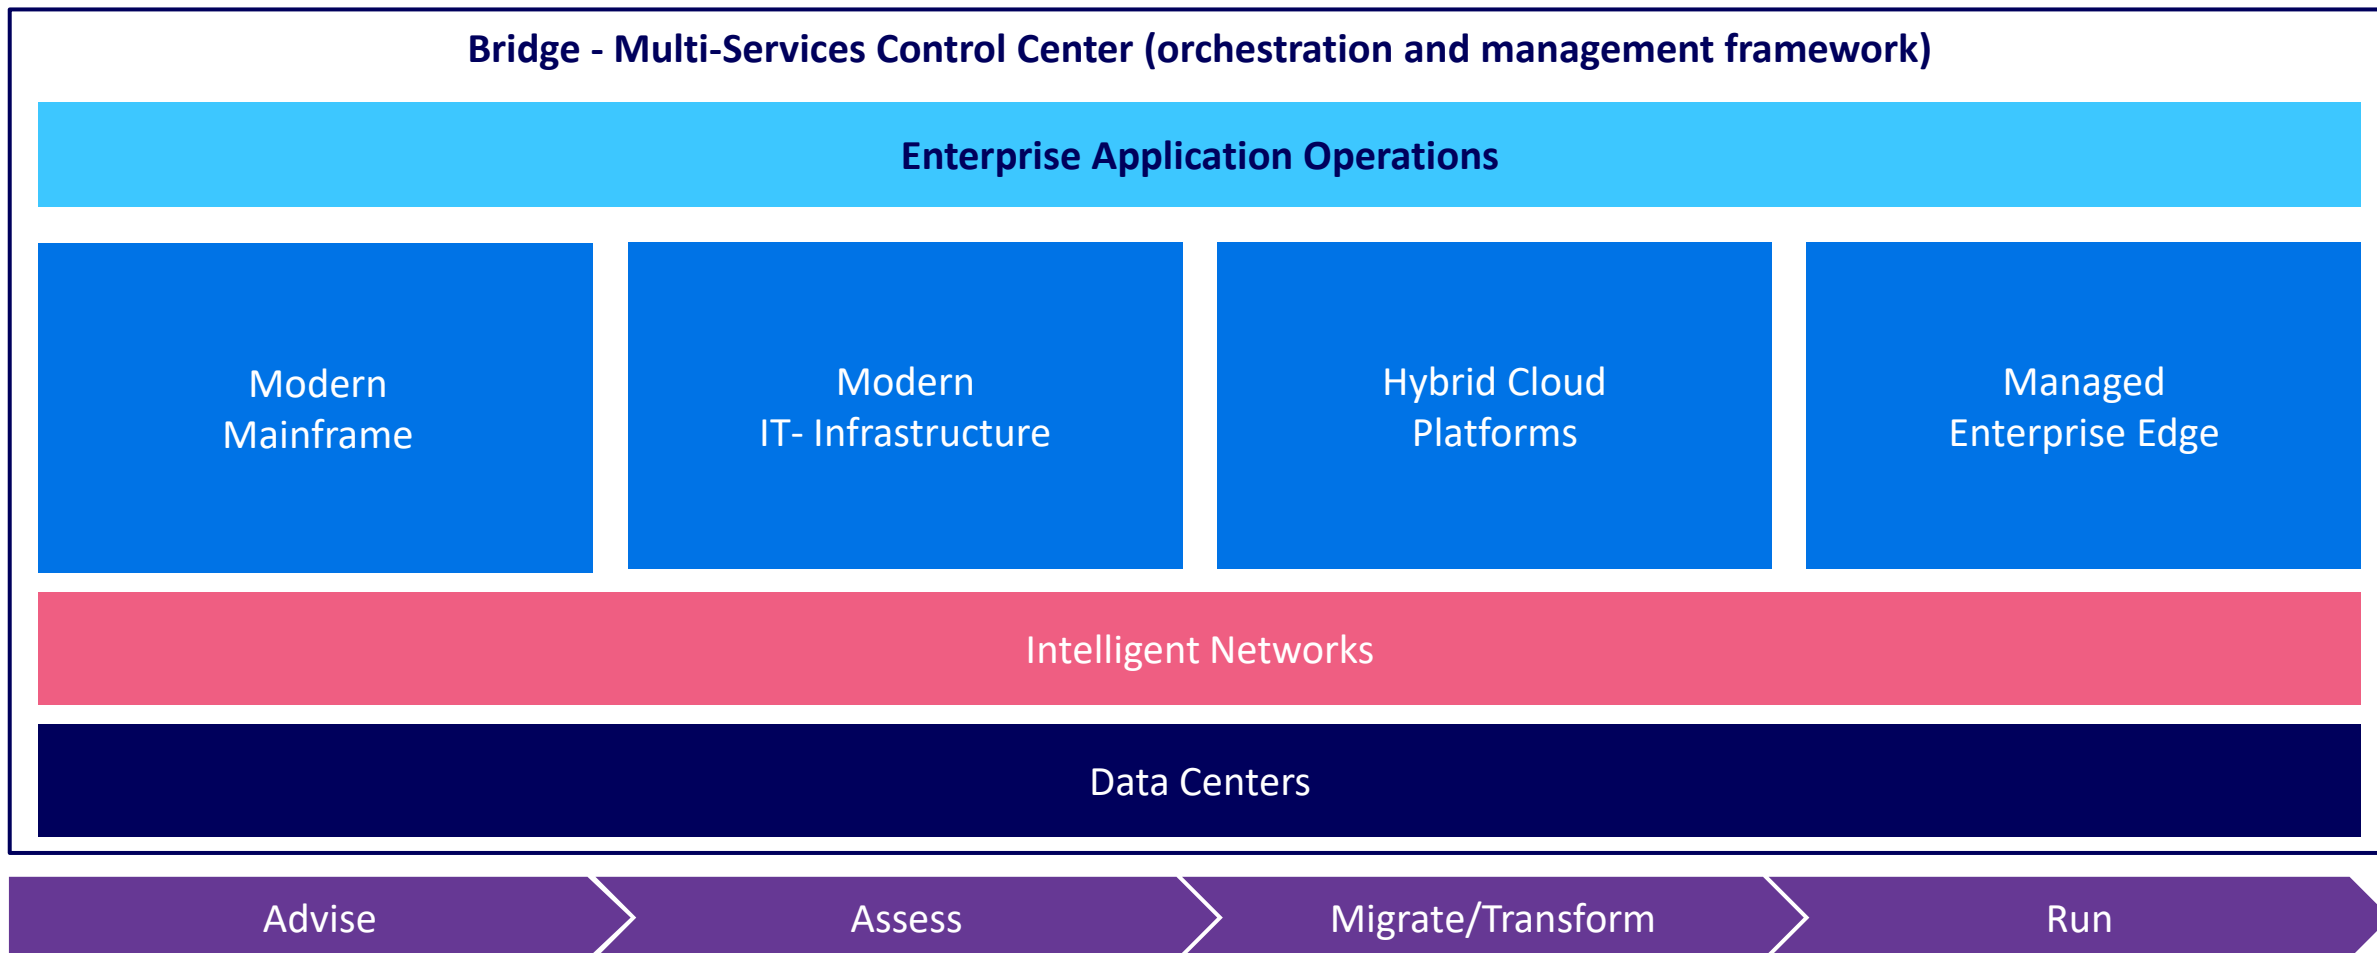 Bridge - Multi-Services Control Center (orchestration and management framework)
Enterprise Application Operations
Modern
Mainframe
Modern
IT- Infrastructure
Hybrid Cloud
Platforms
Managed
Enterprise Edge
Intelligent Networks
Data Centers
Advise
Assess
Migrate/Transform
Run